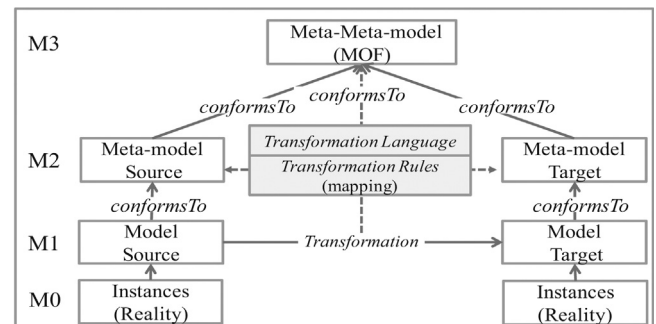 M3
Meta-Meta-model
(MOF)
conformsTo
conformsTo
conformsTo
M2
Meta-model
Source
Transformation Language
Transformation Rules
(mapping)
Meta-model
Target
conformsTo
conformsTo
M1
Model
Source
Transformation
Model
Target
M0
Instances
(Reality)
Instances
(Reality)